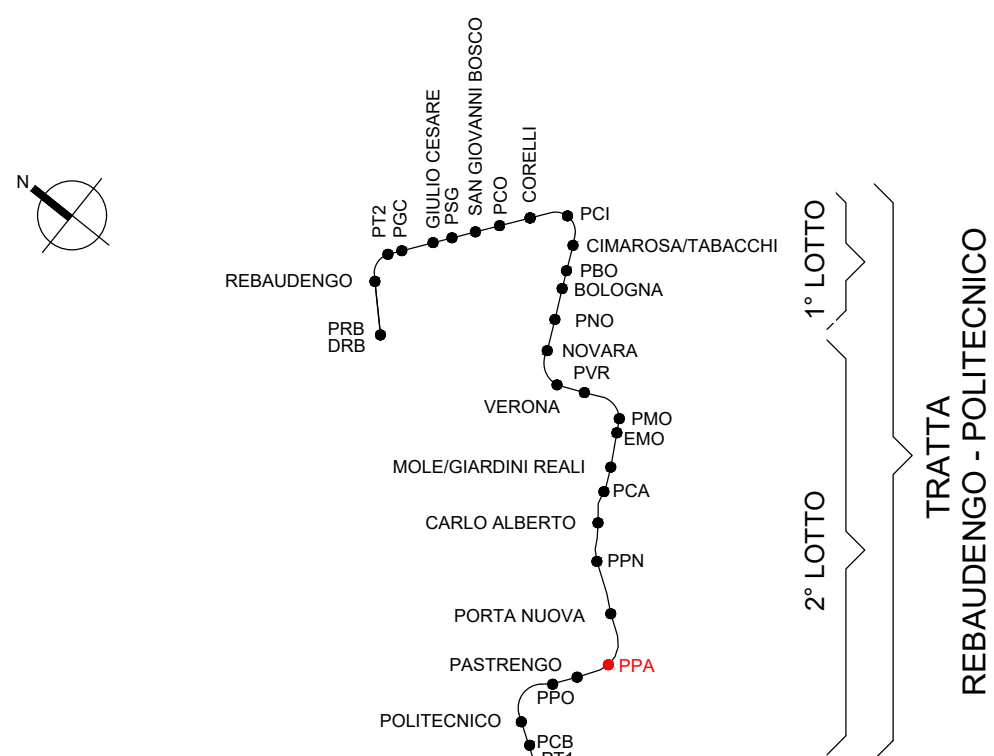 N
PT2
PGC
GIULIO CESARE
PSG
SAN GIOVANNI BOSCO
PCO
CORELLI
PCI
CIMAROSA/TABACCHI
REBAUDENGO
PBO
BOLOGNA
PRB
DRB
PNO
NOVARA
PVR
VERONA
PMO
EMO
MOLE/GIARDINI REALI
PCA
CARLO ALBERTO
PPN
PORTA NUOVA
PASTRENGO
PPA
PPO
POLITECNICO
PCB
PT1
1° LOTTO
2° LOTTO
TRATTA
REBAUDENGO - POLITECNICO